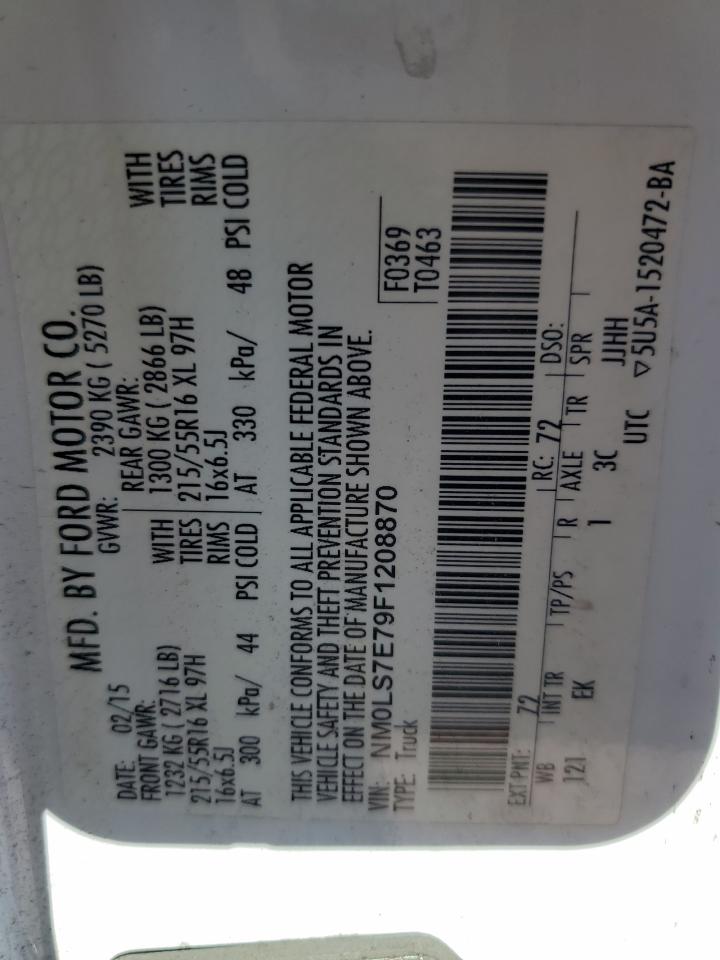 MFD. BY FORD MOTOR CO.
DATE: 02/15 GVWR: 2390 KG ( 5270 LB)
FRONT GAWR: REAR GAWR:
1232 KG ( 2716 LB) WITH 1300 KG ( 2866 LB) WITH
215/55R16 XL 97H TIRES 215/55R16 XL 97H TIRES
16x6.5J RIMS 16x6.5J RIMS
AT 300 kPa/ 44 PSI COLD AT 330 kPa/ 48 PSI COLD
THIS VEHICLE CONFORMS TO ALL APPLICABLE FEDERAL MOTOR
VEHICLE SAFETY AND THEFT PREVENTION STANDARDS IN
EFFECT ON THE DATE OF MANUFACTURE SHOWN ABOVE.
VIN: NM0LS7E79F1208870 F0369
TYPE: Truck T0463
EXT PNT: 72 RC: 72 DSO:
WB INT TR TP/PS R AXLE TR SPR
121 EK 1 3C JJHH
UTC ▽5U5A-1520472-BA